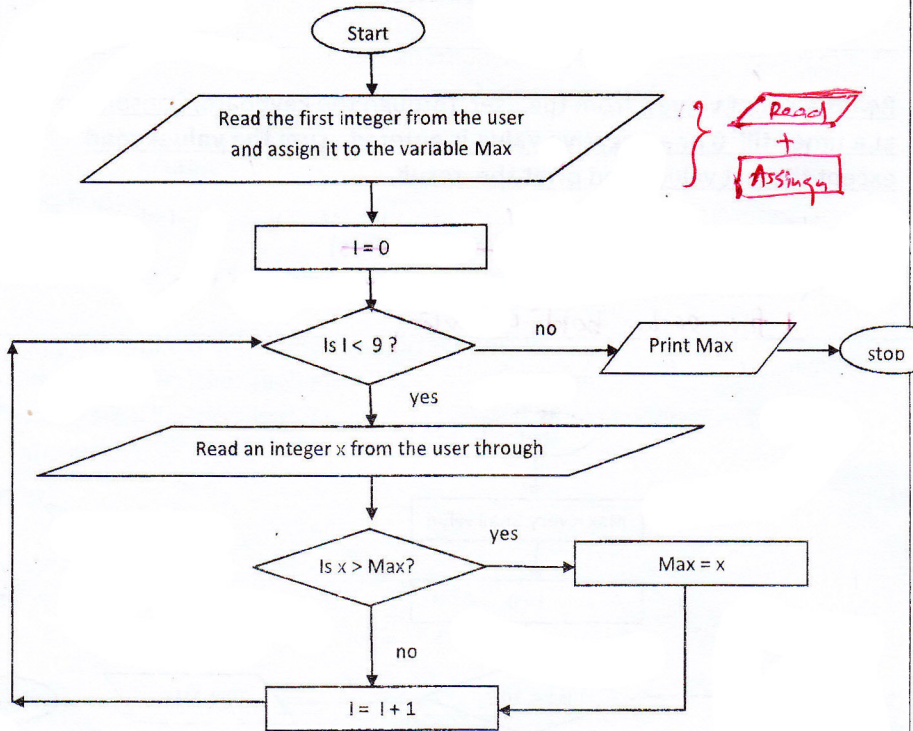 Start
Read the first integer from the user
and assign it to the variable Max
Read
+
Assingn
I = 0
Is I < 9 ?
no
Print Max
stop
yes
Read an integer x from the user through
Is x > Max?
yes
Max = x
no
I = I + 1